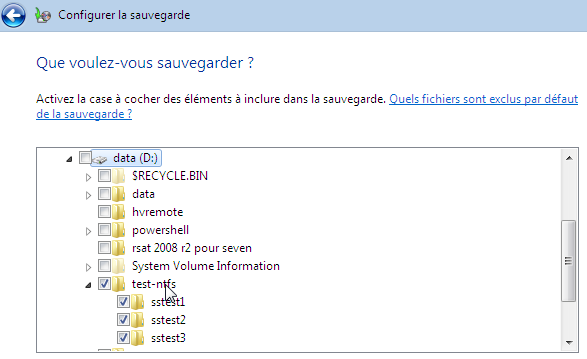 Configurer la sauvegarde
Que voulez-vous sauvegarder ?
Activez la case à cocher des éléments à inclure dans la sauvegarde. Quels fichiers sont exclus par défaut
de la sauvegarde ?
data (D:)
$RECYCLE.BIN
data
hvremote
powershell
rsat 2008 r2 pour seven
System Volume Information
test-ntfs
sstest1
sstest2
sstest3